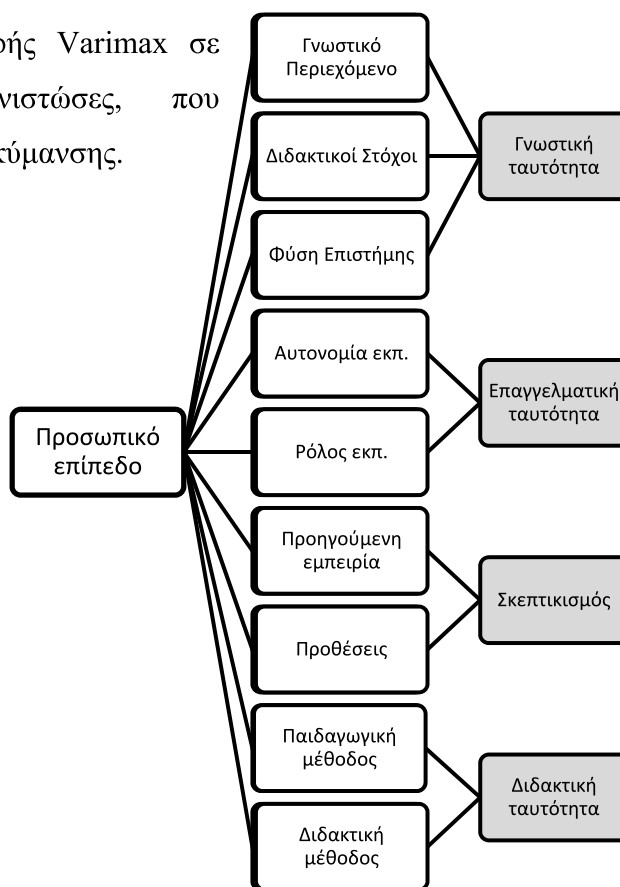 φής Varimax σε
νιστώσες, που
κύμανσης.
Γνωστικό
Περιεχόμενο
Διδακτικοί Στόχοι
Φύση Επιστήμης
Αυτονομία εκπ.
Ρόλος εκπ.
Προηγούμενη
εμπειρία
Προθέσεις
Παιδαγωγική
μέθοδος
Διδακτική
μέθοδος
Προσωπικό
επίπεδο
Γνωστική
ταυτότητα
Επαγγελματική
ταυτότητα
Σκεπτικισμός
Διδακτική
ταυτότητα